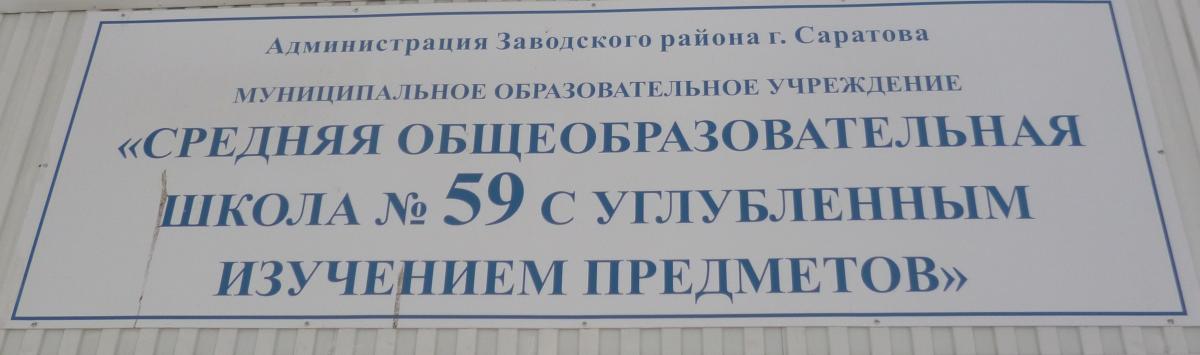 Администрация Заводского района г. Саратова
МУНИЦИПАЛЬНОЕ ОБРАЗОВАТЕЛЬНОЕ УЧРЕЖДЕНИЕ
«СРЕДНЯЯ ОБЩЕОБРАЗОВАТЕЛЬНАЯ
ШКОЛА № 59 С УГЛУБЛЕННЫМ
ИЗУЧЕНИЕМ ПРЕДМЕТОВ»